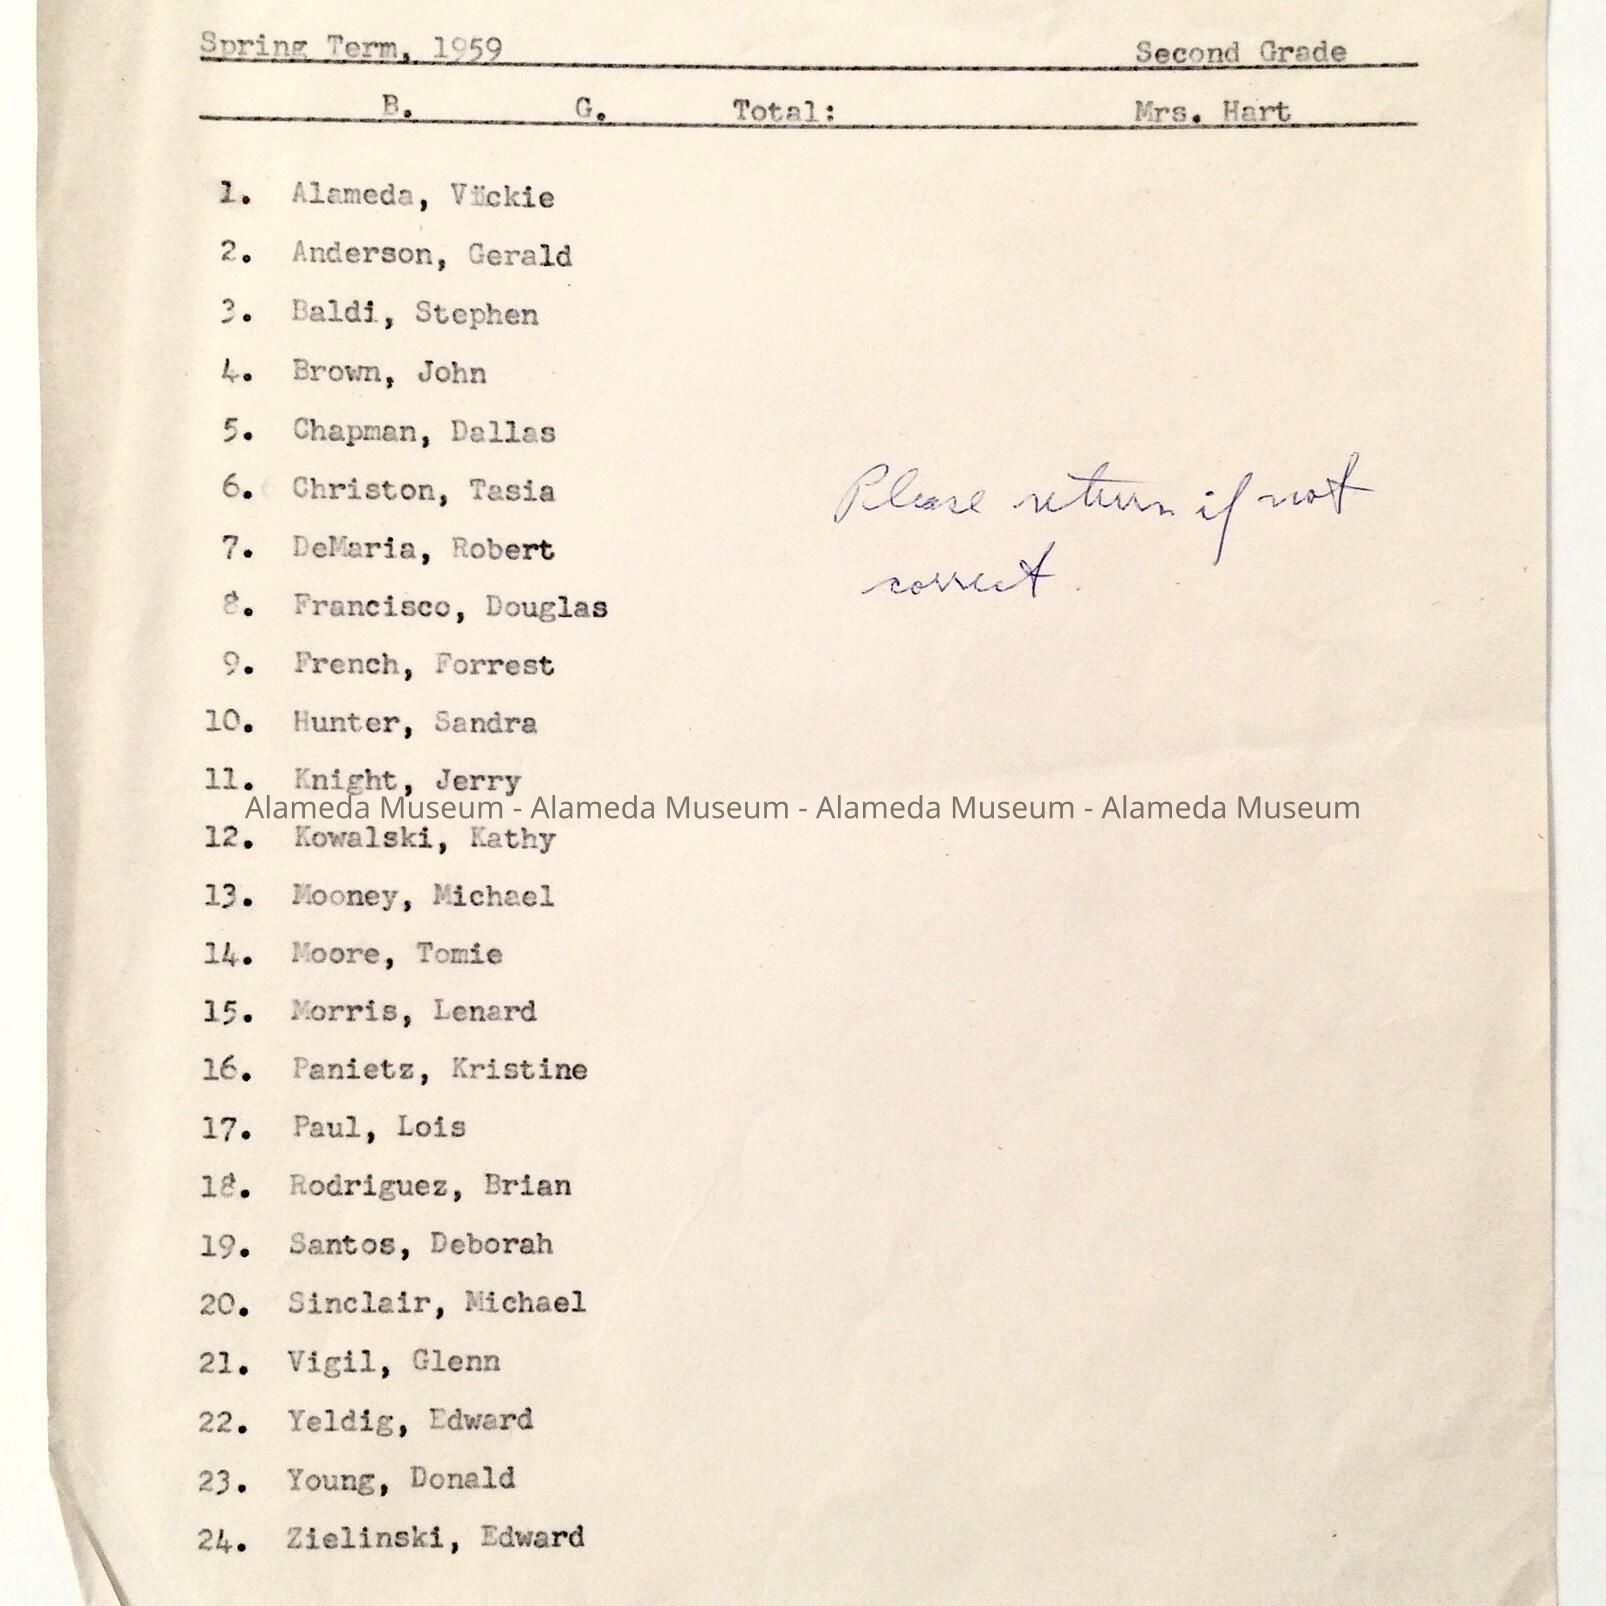 Spring Term, 1959 Second Grade
B. G. Total: Mrs. Hart
1. Alameda, Vickie
2. Anderson, Gerald
3. Baldi, Stephen
4. Brown, John
5. Chapman, Dallas
6. Christon, Tasia
7. DeMaria, Robert
Please return if not
correct.
8. Francisco, Douglas
9. French, Forrest
10. Hunter, Sandra
11. Knight, Jerry
Alameda Museum - Alameda Museum - Alameda Museum - Alameda Museum
12. Kowalski, Kathy
13. Mooney, Michael
14. Moore, Tomie
15. Morris, Lenard
16. Panietz, Kristine
17. Paul, Lois
18. Rodriguez, Brian
19. Santos, Deborah
20. Sinclair, Michael
21. Vigil, Glenn
22. Yeldig, Edward
23. Young, Donald
24. Zielinski, Edward